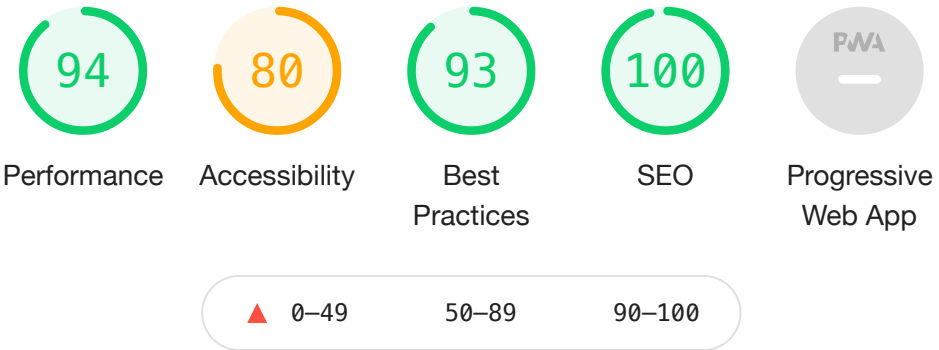 94 80 93 100 PWA
Performance Accessibility Best Practices SEO Progressive Web App
0–49 50–89 90–100